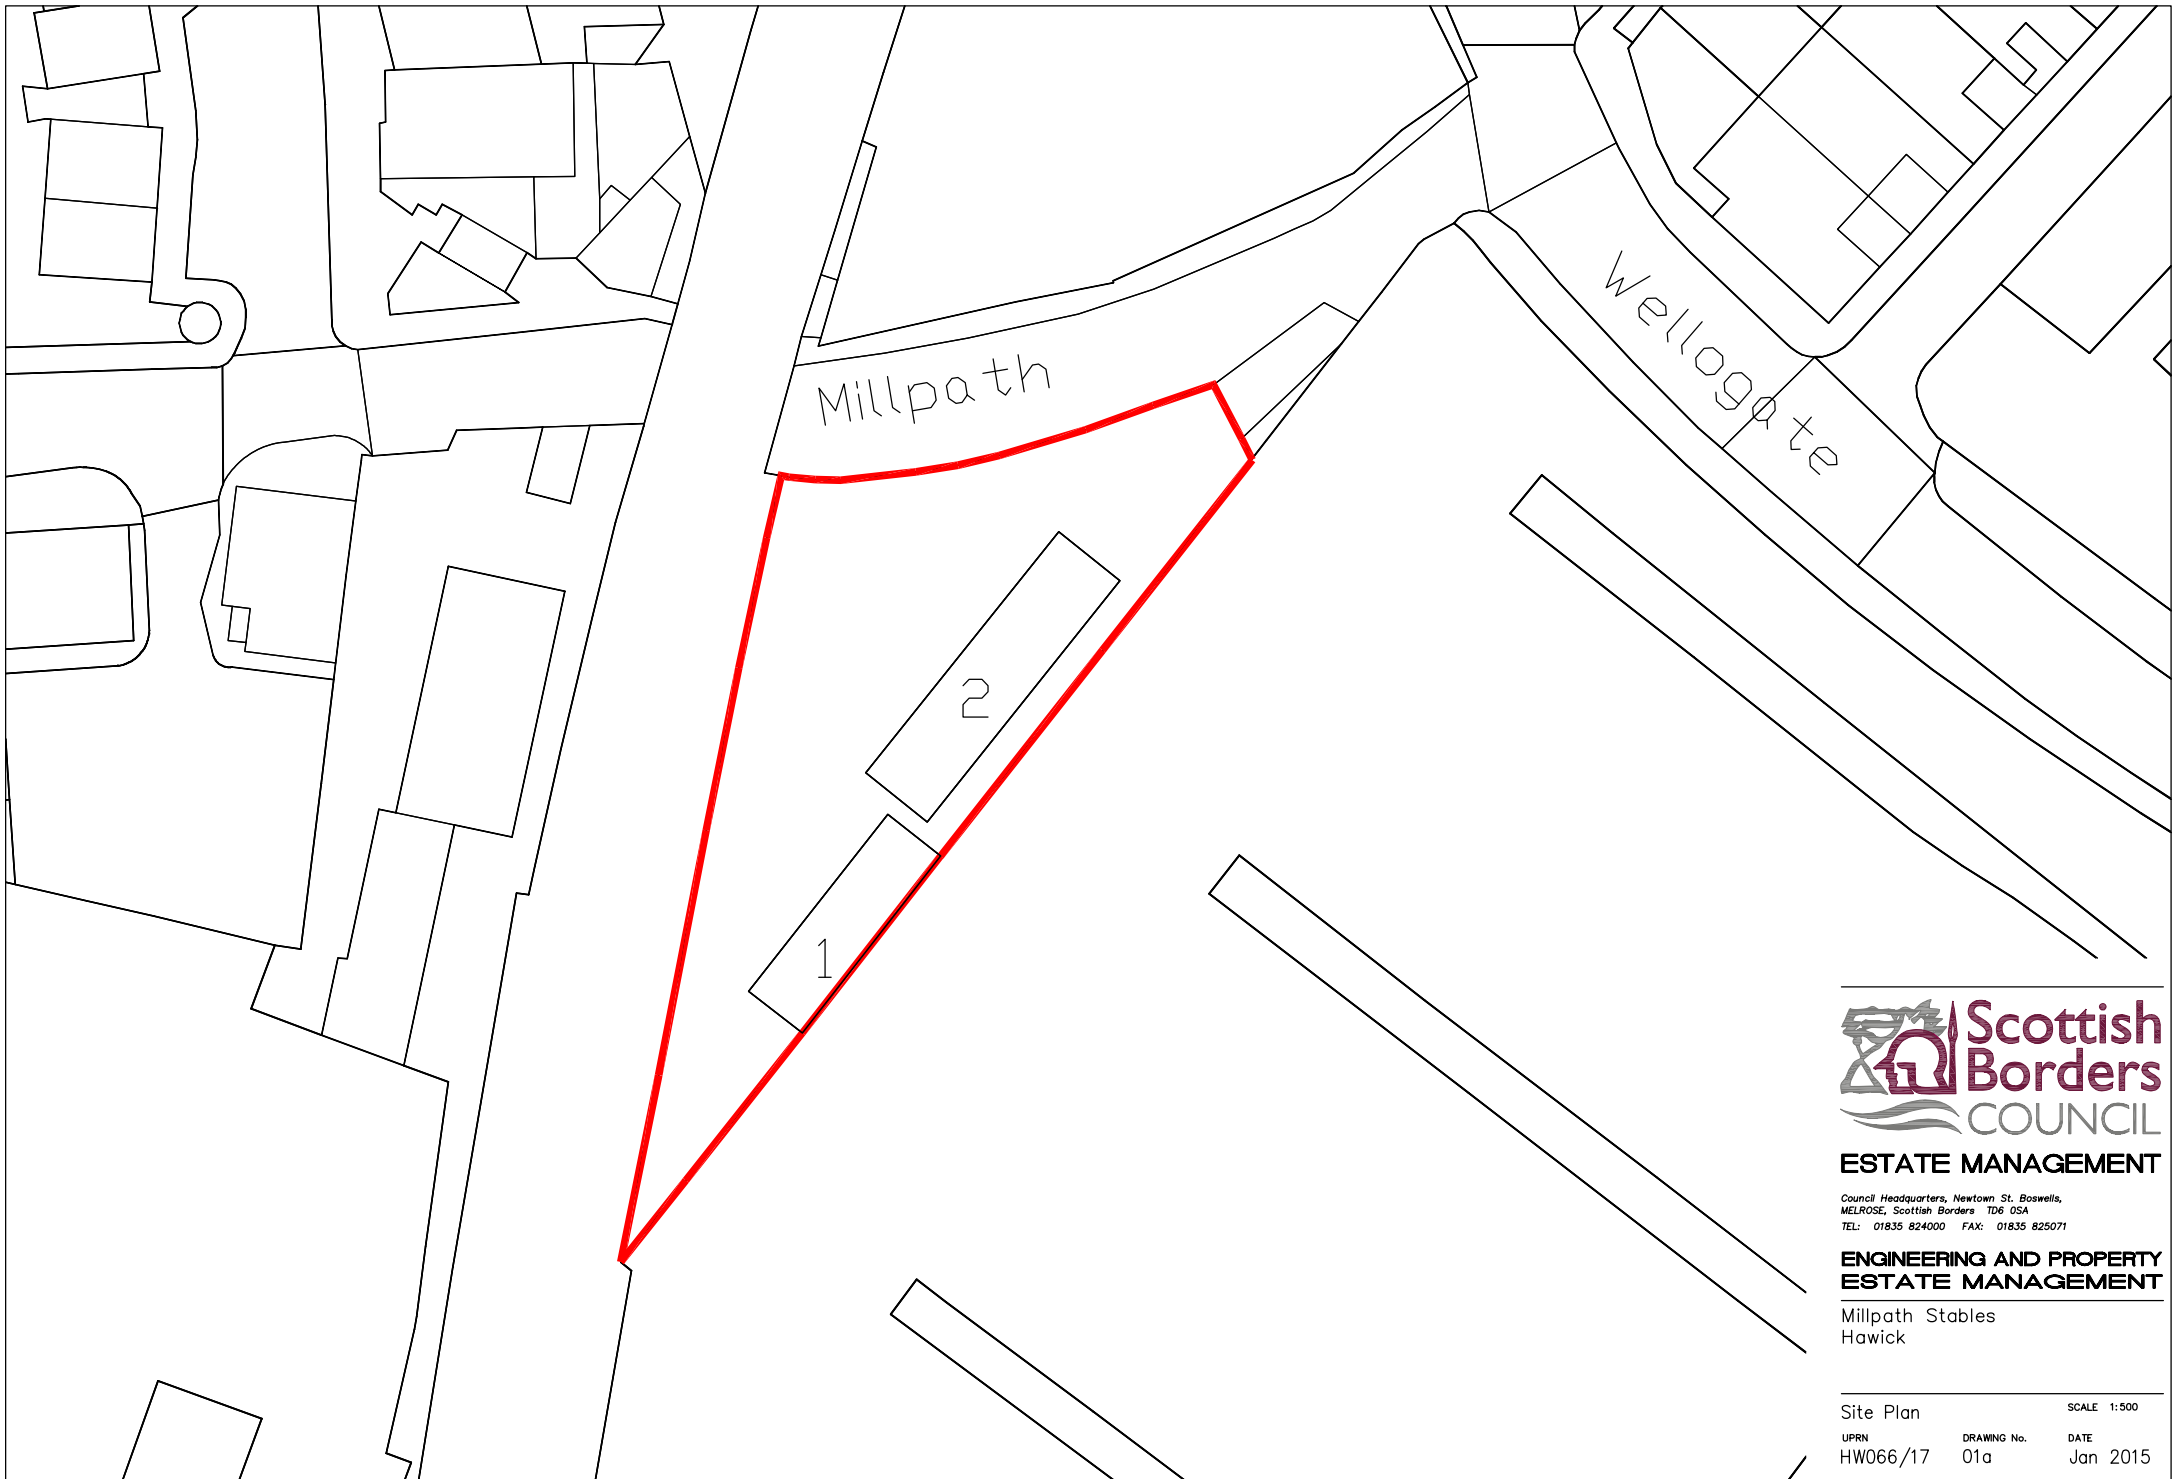 Millpath
Wellogate
2
1
Scottish
Borders
COUNCIL
ESTATE MANAGEMENT
Council Headquarters, Newtown St. Boswells,
MELROSE, Scottish Borders TD6 0SA
TEL: 01835 824000 FAX: 01835 825071
ENGINEERING AND PROPERTY
ESTATE MANAGEMENT
Millpath Stables
Hawick
Site Plan SCALE 1:500
UPRN DRAWING No. DATE
HW066/17 01a Jan 2015